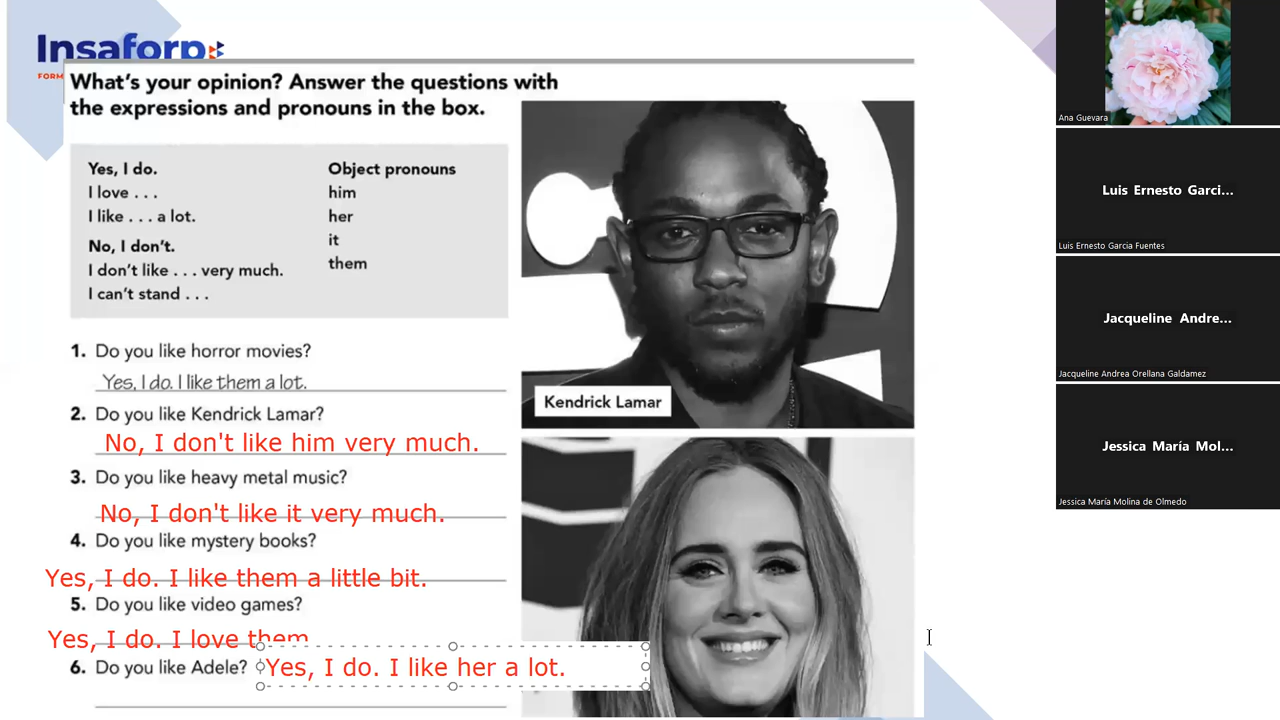 Insaforp
FORM
What's your opinion? Answer the questions with
the expressions and pronouns in the box.
Yes, I do.
I love . . .
I like . . . a lot.
No, I don't.
I don't like . . . very much.
I can't stand . . .
Object pronouns
him
her
it
them
1. Do you like horror movies?
Yes, I do. I like them a lot.
2. Do you like Kendrick Lamar?
No, I don't like him very much.
3. Do you like heavy metal music?
No, I don't like it very much.
4. Do you like mystery books?
Yes, I do. I like them a little bit.
5. Do you like video games?
Yes, I do. I love them
6. Do you like Adele?
Yes, I do. I like her a lot.
Kendrick Lamar
Ana Guevara
Luis Ernesto Garci...
Luis Ernesto Garcia Fuentes
Jacqueline Andre...
Jacqueline Andrea Orellana Galdamez
Jessica María Mol...
Jessica María Molina de Olmedo